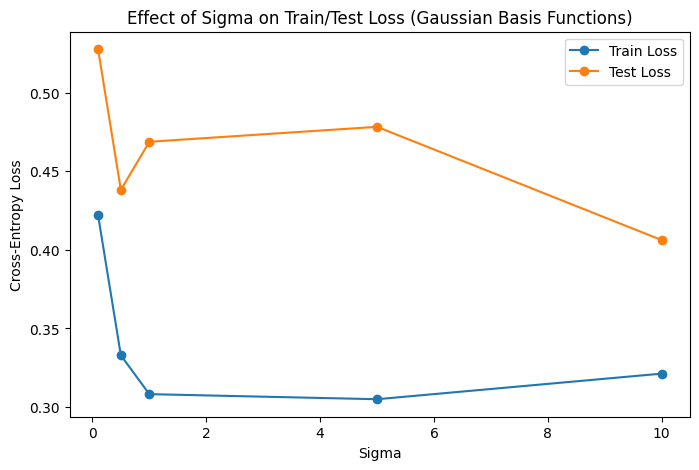 Effect of Sigma on Train/Test Loss (Gaussian Basis Functions)
Train Loss
Test Loss
Cross-Entropy Loss
0.50
0.45
0.40
0.35
0.30
0
2
4
6
8
10
Sigma